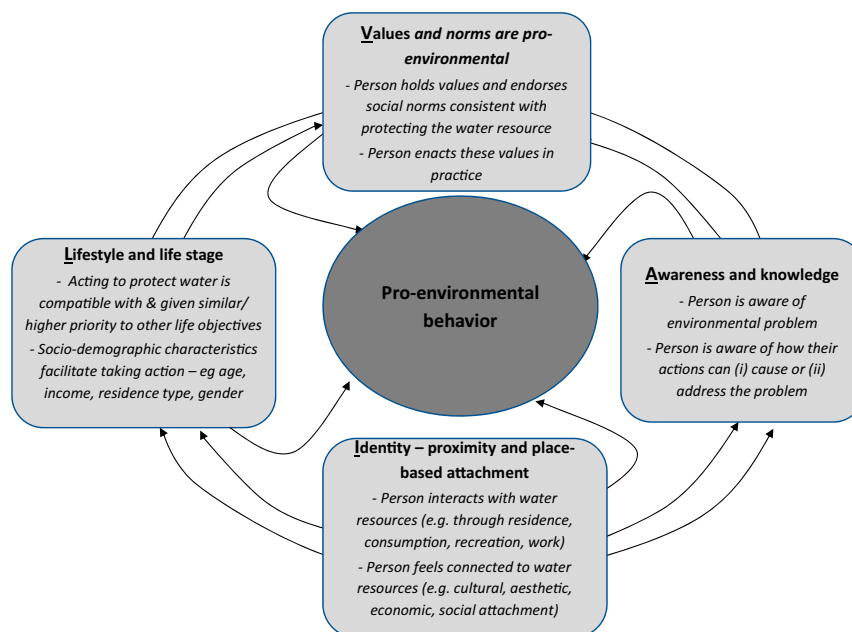 Values and norms are pro-
environmental
- Person holds values and endorses
social norms consistent with
protecting the water resource
- Person enacts these values in
practice
Lifestyle and life stage
- Acting to protect water is
compatible with & given similar/
higher priority to other life objectives
- Socio-demographic characteristics
facilitate taking action – eg age,
income, residence type, gender
Pro-environmental
behavior
Awareness and knowledge
- Person is aware of
environmental problem
- Person is aware of how their
actions can (i) cause or (ii)
address the problem
Identity – proximity and place-
based attachment
- Person interacts with water
resources (e.g. through residence,
consumption, recreation, work)
- Person feels connected to water
resources (e.g. cultural, aesthetic,
economic, social attachment)